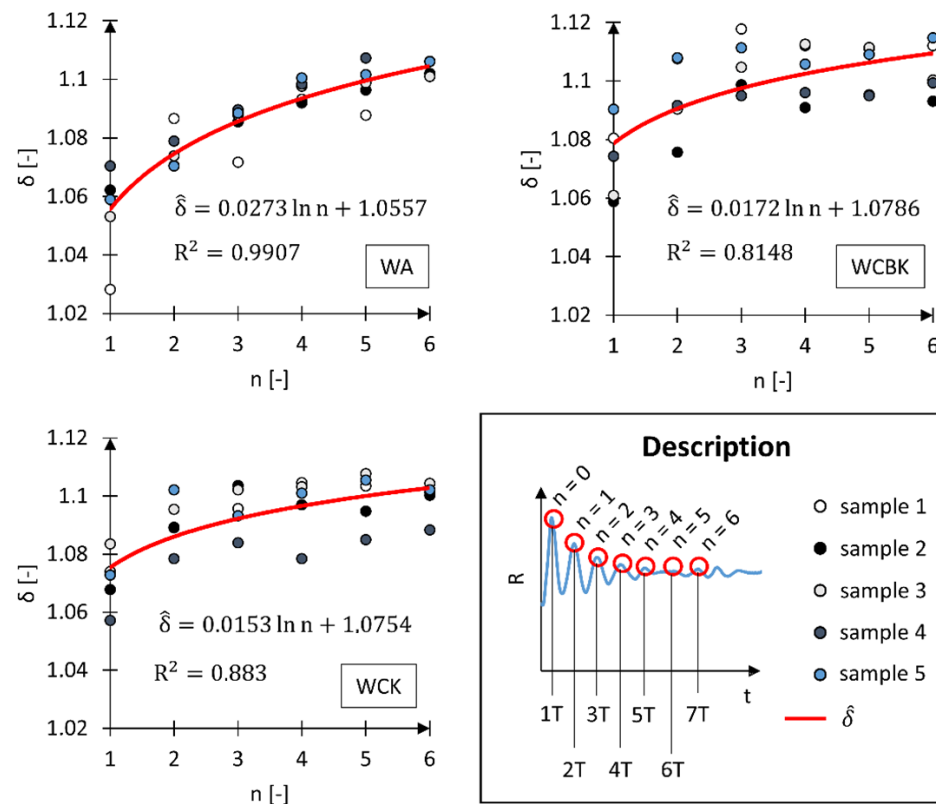 1.12
1.10
1.08
δ [-]
1.06
1.04
1.02
δ̂ = 0.0273 ln n + 1.0557
R² = 0.9907
WA
1 2 3 4 5 6
n [-]
1.12
1.10
1.08
δ [-]
1.06
1.04
1.02
δ̂ = 0.0172 ln n + 1.0786
R² = 0.8148
WCBK
1 2 3 4 5 6
n [-]
1.12
1.10
1.08
δ [-]
1.06
1.04
1.02
δ̂ = 0.0153 ln n + 1.0754
R² = 0.883
WCK
1 2 3 4 5 6
n [-]
Description
n = 0
n = 1
n = 2
n = 3
n = 4
n = 5
n = 6
R
t
1T 3T 5T 7T
2T 4T 6T
sample 1
sample 2
sample 3
sample 4
sample 5
δ̂